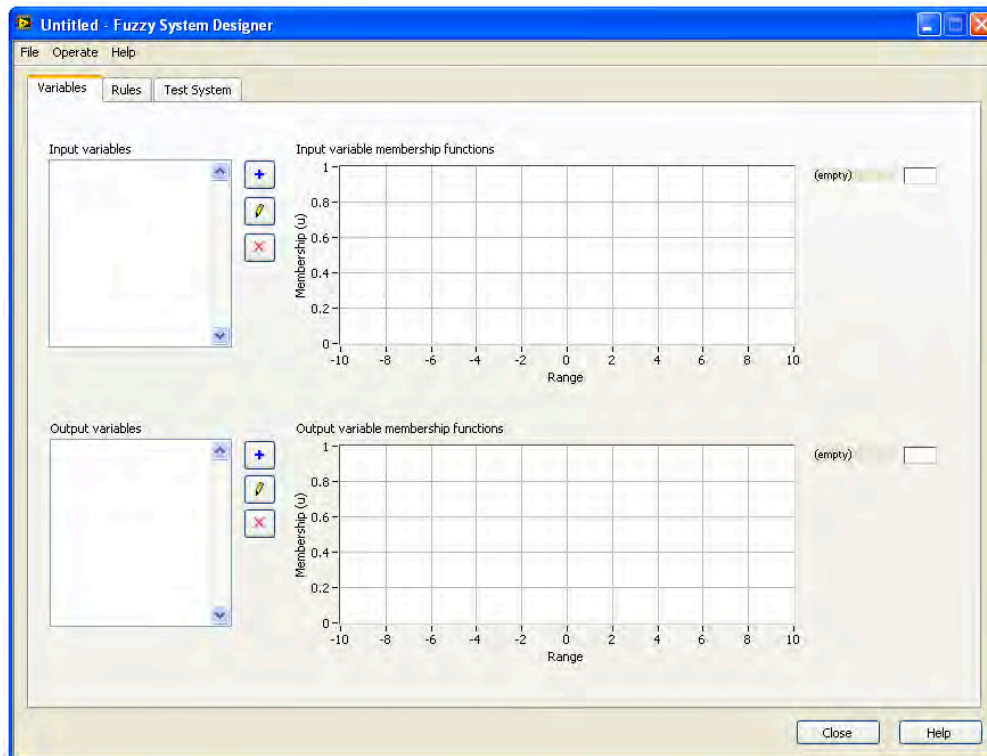 Untitled - Fuzzy System Designer
File Operate Help
Variables Rules Test System
Input variables
Input variable membership functions
(empty)
Membership (u)
1
0.8
0.6
0.4
0.2
0
-10 -8 -6 -4 -2 0 2 4 6 8 10
Range
Output variables
Output variable membership functions
(empty)
Membership (u)
1
0.8
0.6
0.4
0.2
0
-10 -8 -6 -4 -2 0 2 4 6 8 10
Range
Close Help